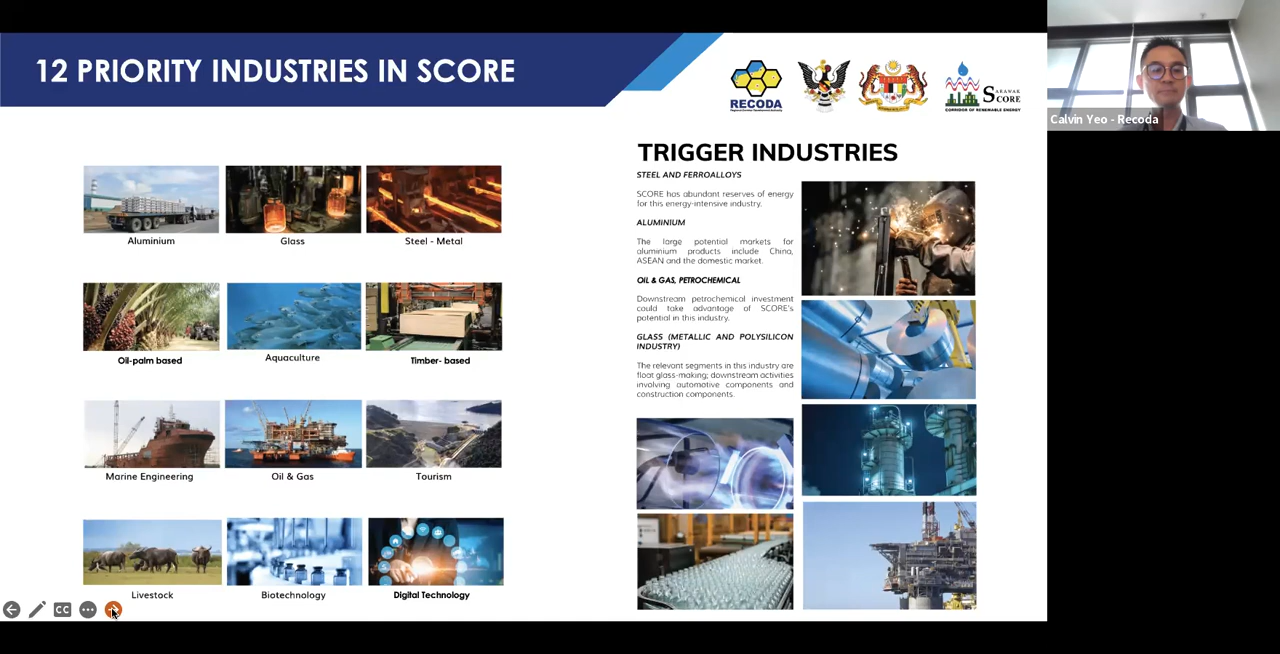 12 PRIORITY INDUSTRIES IN SCORE
RECODA
SARAWAK
SCORE
CORRIDOR OF RENEWABLE ENERGY
Calvin Yeo - Recoda
Aluminium
Glass
Steel - Metal
Oil-palm based
Aquaculture
Timber- based
Marine Engineering
Oil & Gas
Tourism
Livestock
Biotechnology
Digital Technology
TRIGGER INDUSTRIES
STEEL AND FERROALLOYS
SCORE has abundant reserves of energy
for this energy-intensive industry.
ALUMINIUM
The large potential markets for
aluminium products include China,
ASEAN and the domestic market.
OIL & GAS, PETROCHEMICAL
Downstream petrochemical investment
could take advantage of SCORE's
potential in this industry.
GLASS (METALLIC AND POLYSILICON
INDUSTRY)
The relevant segments in this industry are
float glass-making; downstream activities
involving automotive components and
construction components.
CC